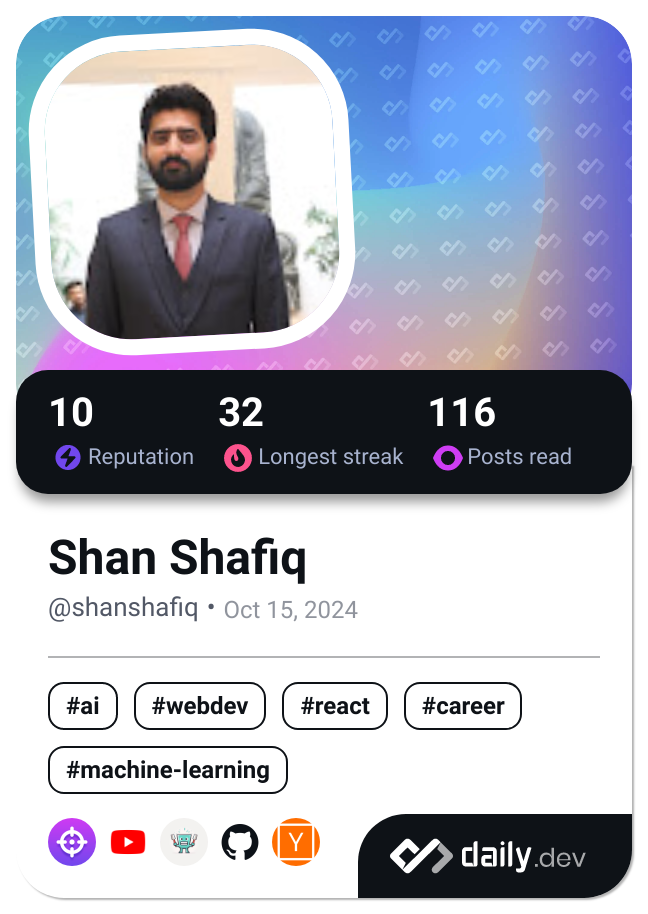 10 32 116
Reputation Longest streak Posts read
Shan Shafiq
@shanshafiq • Oct 15, 2024
#ai #webdev #react #career
#machine-learning
Y
daily.dev